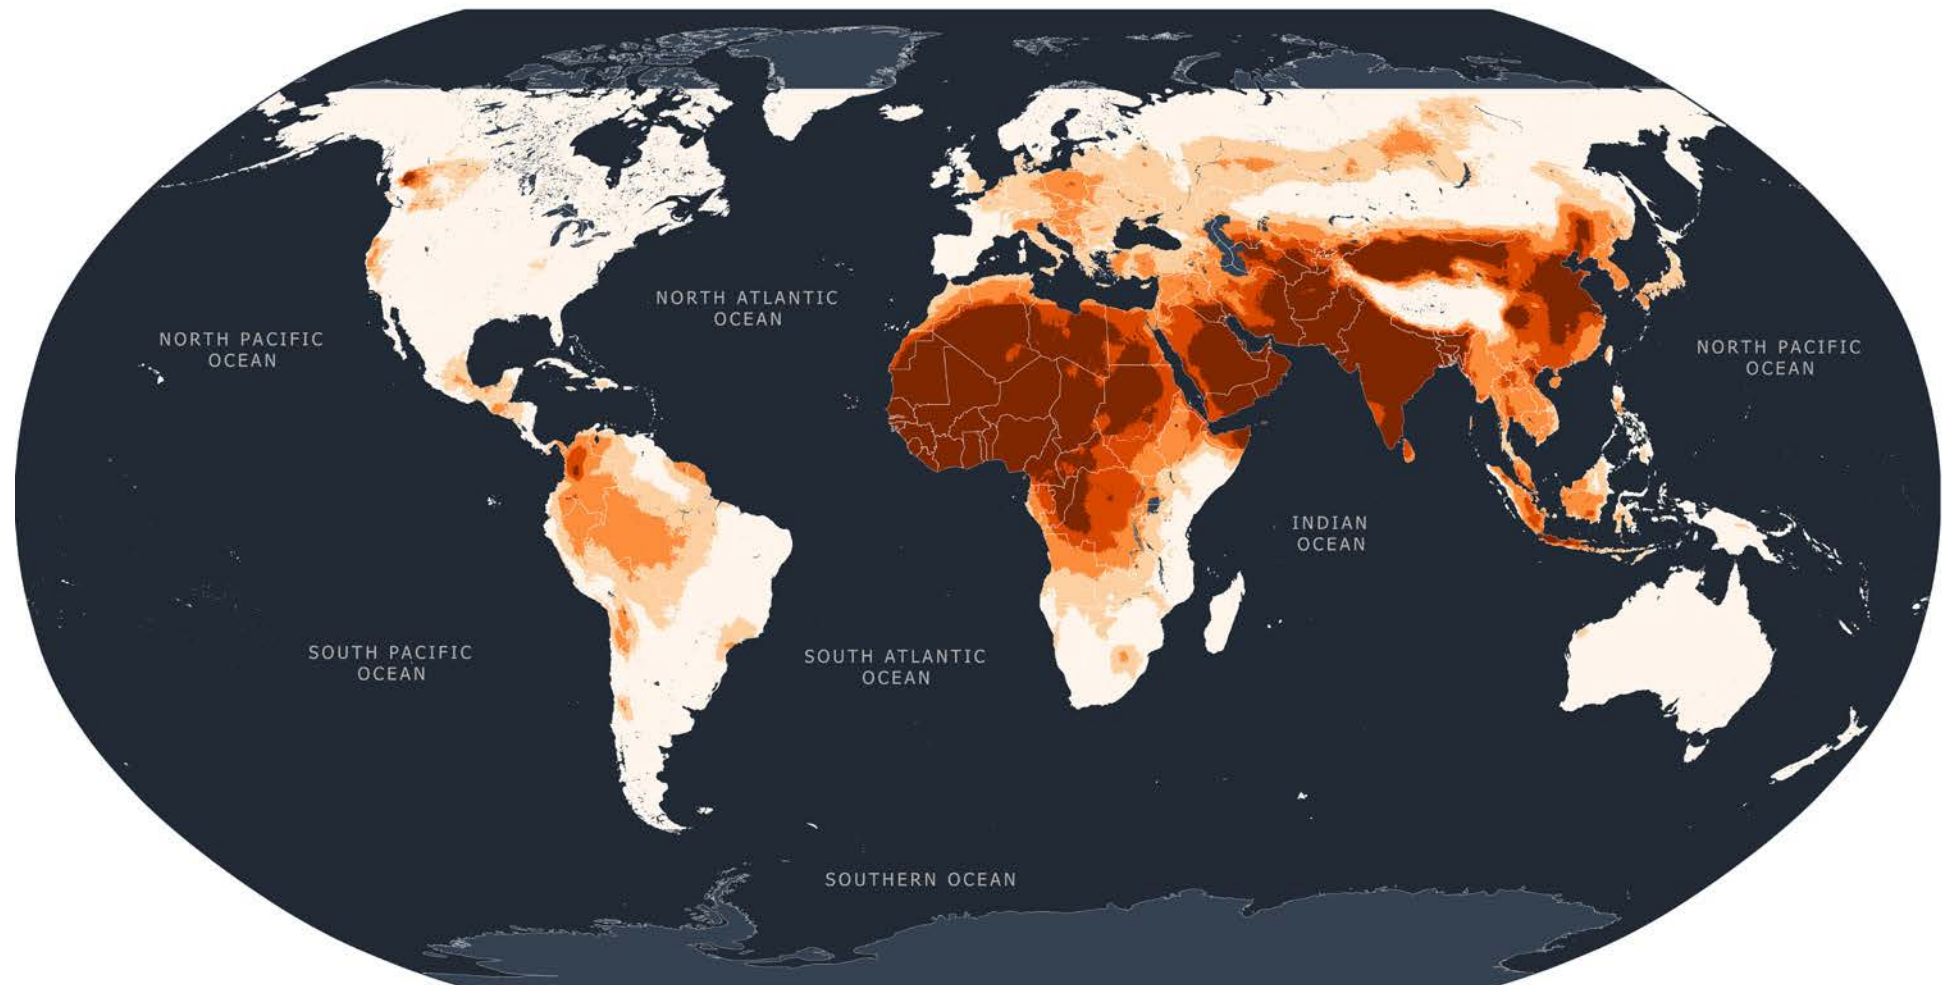 NORTH ATLANTIC
OCEAN
NORTH PACIFIC
OCEAN
NORTH PACIFIC
OCEAN
INDIAN
OCEAN
SOUTH PACIFIC
OCEAN
SOUTH ATLANTIC
OCEAN
SOUTHERN OCEAN